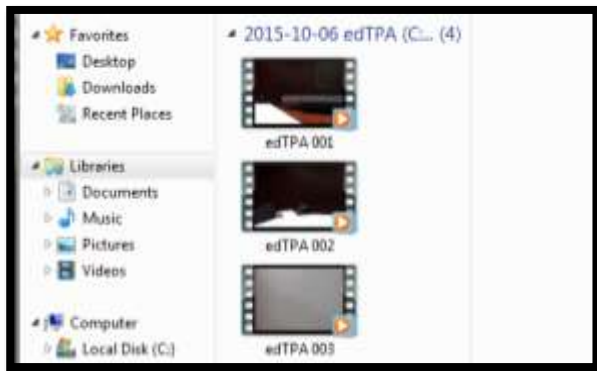 Favorites
Desktop
Downloads
Recent Places
Libraries
Documents
Music
Pictures
Videos
Computer
Local Disk (C:)
2015-10-06 edTPA (C:... (4)
edTPA 001
edTPA 002
edTPA 003